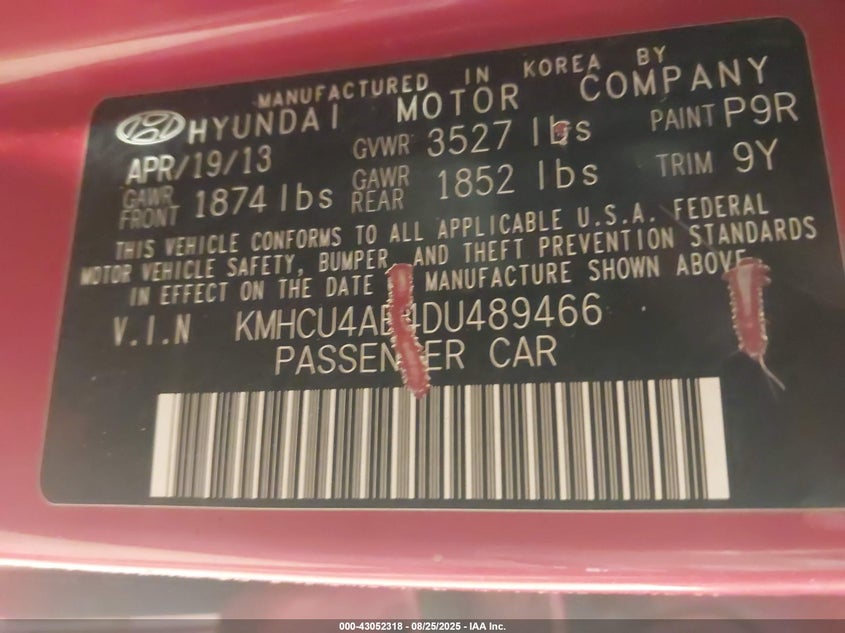 MANUFACTURED IN KOREA BY
HYUNDAI MOTOR COMPANY
APR/19/13 GVWR 3527 lbs PAINT P9R
GAWR FRONT 1874 lbs GAWR REAR 1852 lbs TRIM 9Y
THIS VEHICLE CONFORMS TO ALL APPLICABLE U.S.A. FEDERAL
MOTOR VEHICLE SAFETY, BUMPER, AND THEFT PREVENTION STANDARDS
IN EFFECT ON THE DATE MANUFACTURE SHOWN ABOVE
V.I.N
PASSENGER CAR
000-43052318 - 08/25/2025 - IAA Inc.